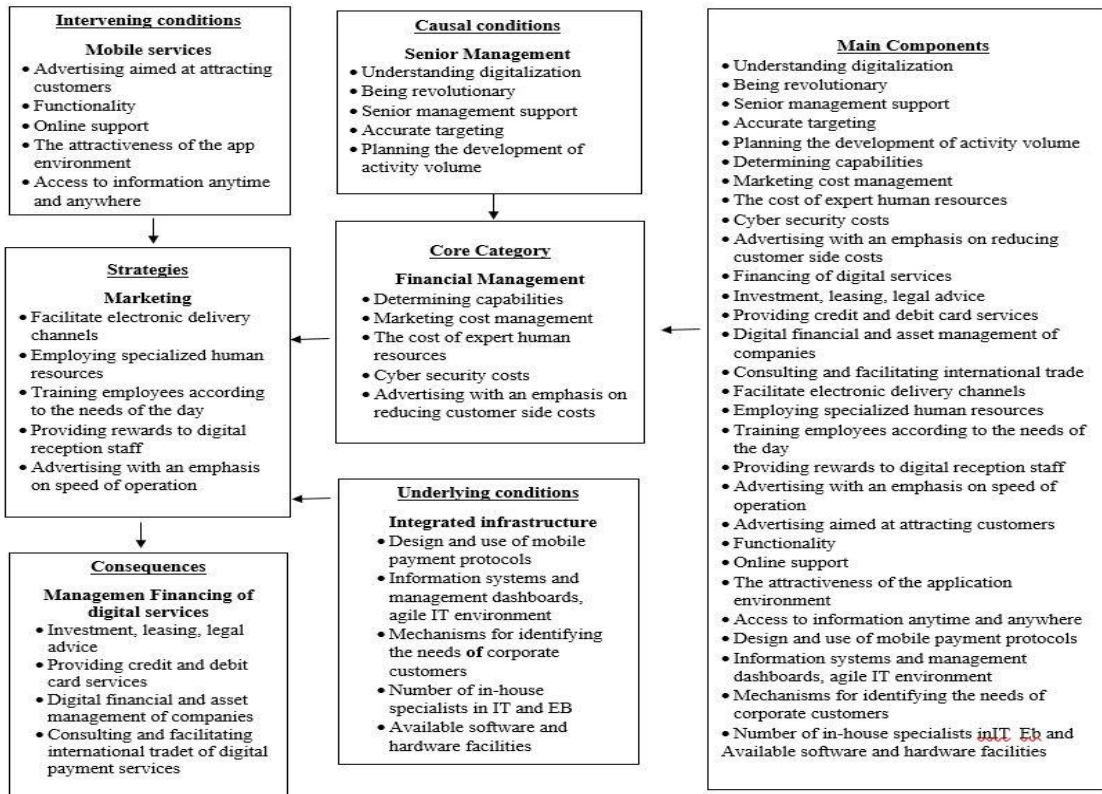 Intervening conditions
Mobile services
• Advertising aimed at attracting
customers
• Functionality
• Online support
• The attractiveness of the app
environment
• Access to information anytime
and anywhere
Causal conditions
Senior Management
• Understanding digitalization
• Being revolutionary
• Senior management support
• Accurate targeting
• Planning the development of
activity volume
Strategies
Marketing
• Facilitate electronic delivery
channels
• Employing specialized human
resources
• Training employees according
to the needs of the day
• Providing rewards to digital
reception staff
• Advertising with an emphasis
on speed of operation
Core Category
Financial Management
• Determining capabilities
• Marketing cost management
• The cost of expert human
resources
• Cyber security costs
• Advertising with an emphasis on
reducing customer side costs
Consequences
Managemen Financing of
digital services
• Investment, leasing, legal
advice
• Providing credit and debit
card services
• Digital financial and asset
management of companies
• Consulting and facilitating
international tradet of digital
payment services
Underlying conditions
Integrated infrastructure
• Design and use of mobile
payment protocols
• Information systems and
management dashboards,
agile IT environment
• Mechanisms for identifying
the needs of corporate
customers
• Number of in-house
specialists in IT and EB
• Available software and
hardware facilities
Main Components
• Understanding digitalization
• Being revolutionary
• Senior management support
• Accurate targeting
• Planning the development of activity volume
• Determining capabilities
• Marketing cost management
• The cost of expert human resources
• Cyber security costs
• Advertising with an emphasis on reducing
customer side costs
• Financing of digital services
• Investment, leasing, legal advice
• Providing credit and debit card services
• Digital financial and asset management of
companies
• Consulting and facilitating international trade
• Facilitate electronic delivery channels
• Employing specialized human resources
• Training employees according to the needs of
the day
• Providing rewards to digital reception staff
• Advertising with an emphasis on speed of
operation
• Advertising aimed at attracting customers
• Functionality
• Online support
• The attractiveness of the application
environment
• Access to information anytime and anywhere
• Design and use of mobile payment protocols
• Information systems and management
dashboards, agile IT environment
• Mechanisms for identifying the needs of
corporate customers
• Number of in-house specialists inIT Eb and
Available software and hardware facilities